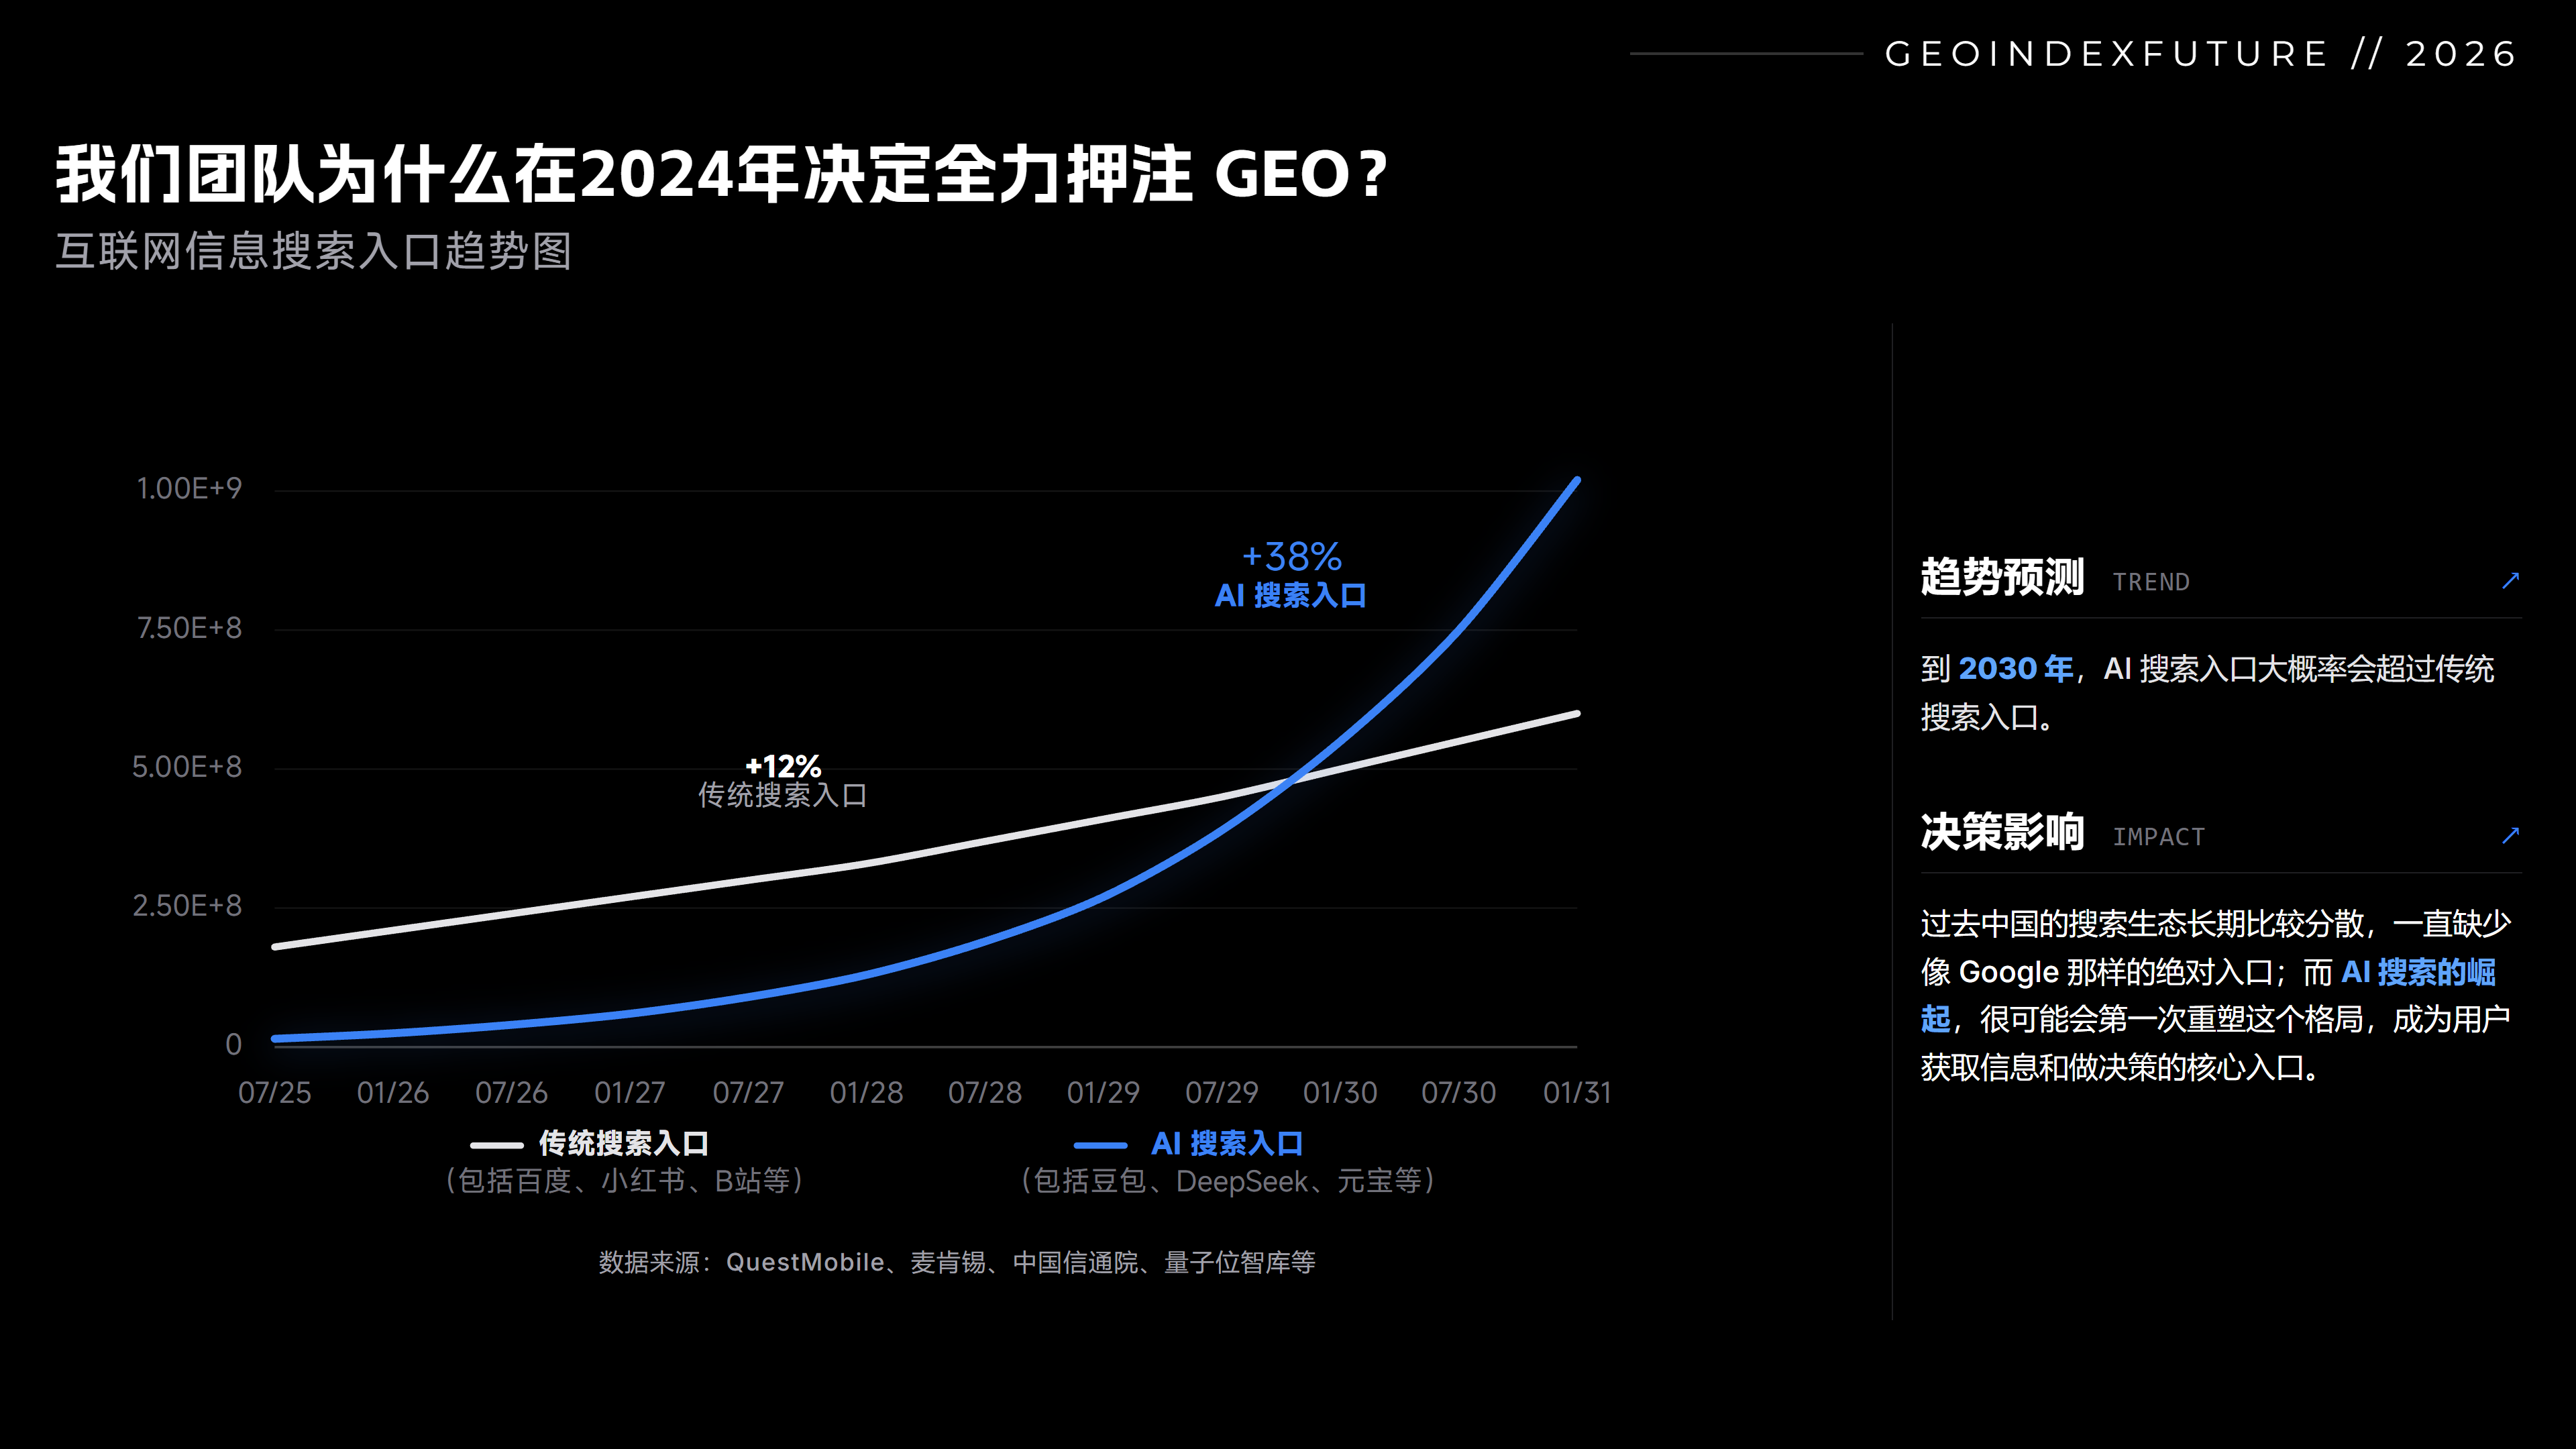 GEOINDEXFUTURE // 2026
我们团队为什么在2024年决定全力押注 GEO？
互联网信息搜索入口趋势图
1.00E+9
7.50E+8
5.00E+8
2.50E+8
0
+38%
AI 搜索入口
+12%
传统搜索入口
07/25 01/26 07/26 01/27 07/27 01/28 07/28 01/29 07/29 01/30 07/30 01/31
传统搜索入口
（包括百度、小红书、B站等）
AI 搜索入口
（包括豆包、DeepSeek、元宝等）
数据来源：QuestMobile、麦肯锡、中国信通院、量子位智库等
趋势预测 TREND ↗
到 2030 年，AI 搜索入口大概率会超过传统
搜索入口。
决策影响 IMPACT ↗
过去中国的搜索生态长期比较分散，一直缺少
像 Google 那样的绝对入口；而 AI 搜索的崛
起，很可能会第一次重塑这个格局，成为用户
获取信息和做决策的核心入口。